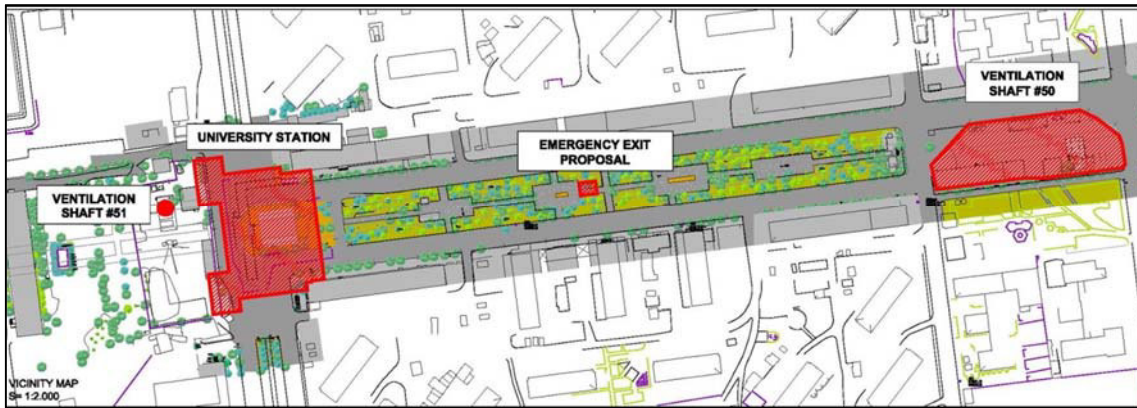 VENTILATION
SHAFT #50
UNIVERSITY STATION
EMERGENCY EXIT
PROPOSAL
VENTILATION
SHAFT #51
VICINITY MAP
S= 1:2.000